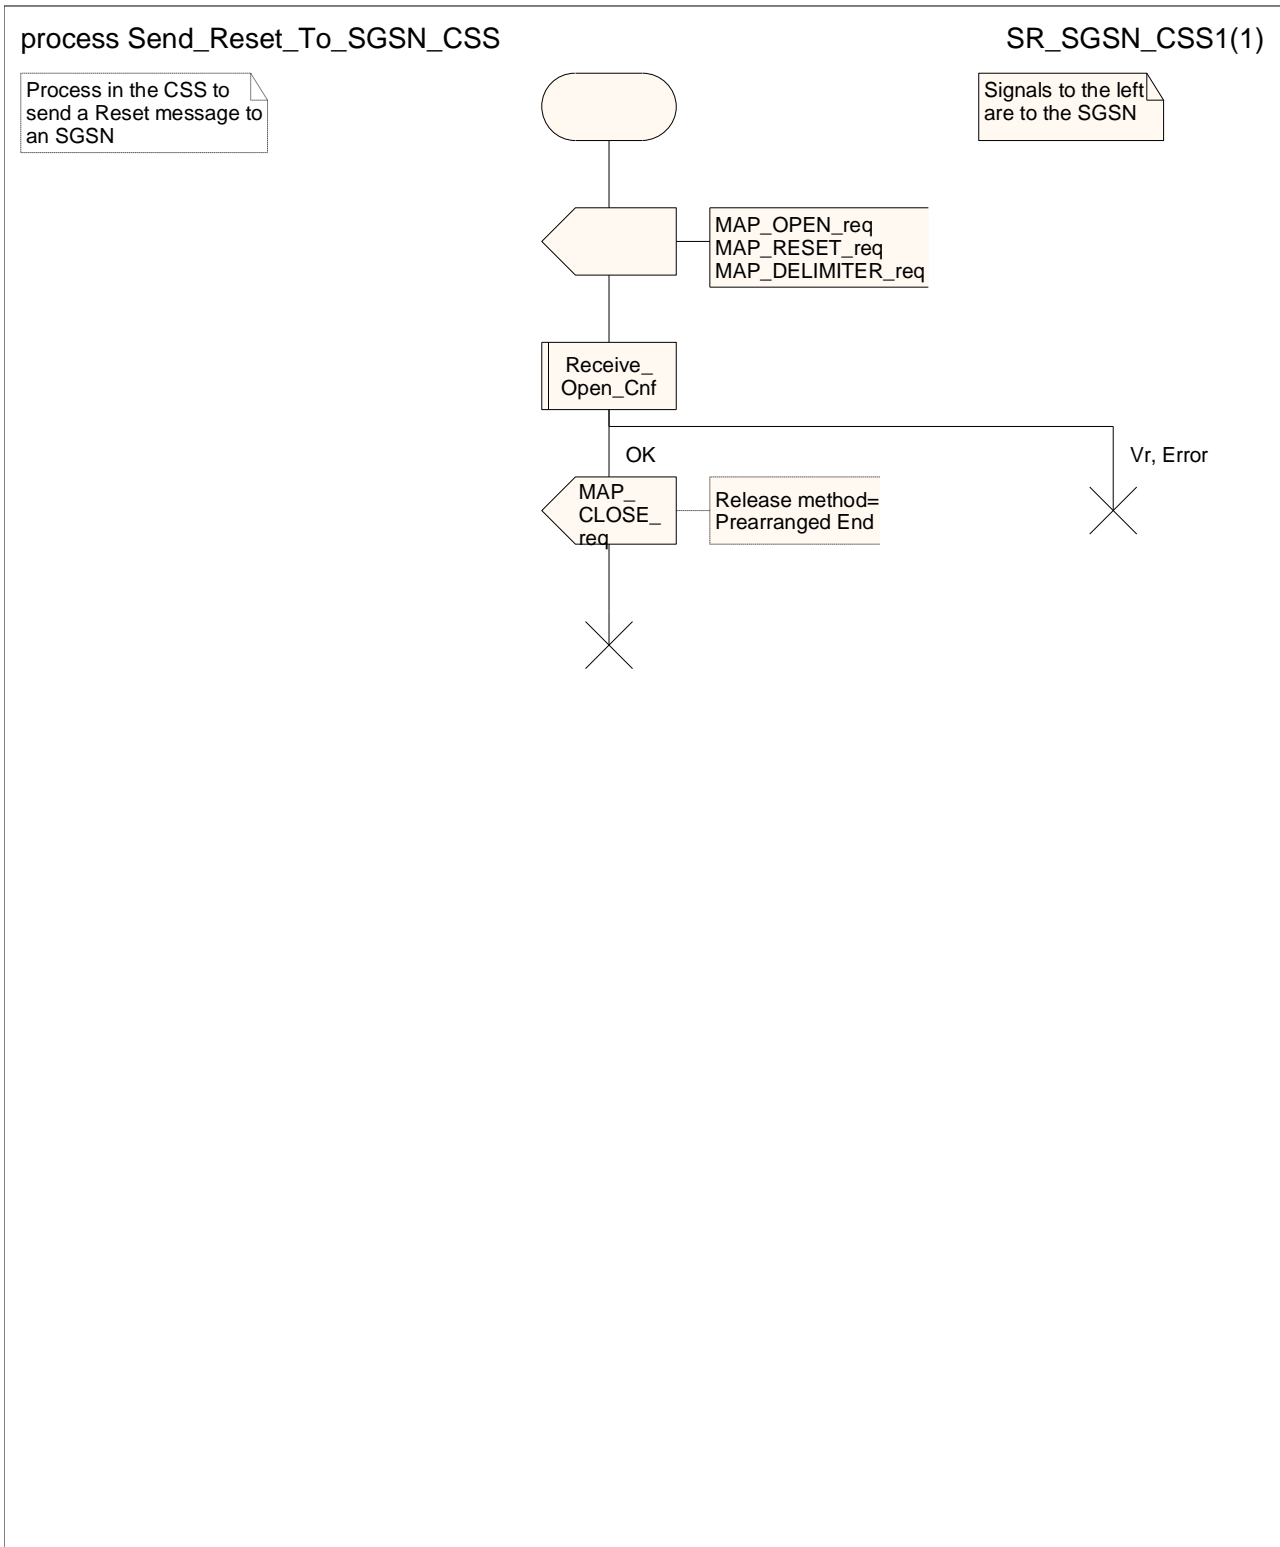 process Send_Reset_To_SGSN_CSS
SR_SGSN_CSS1(1)
Process in the CSS to
send a Reset message to
an SGSN
Signals to the left
are to the SGSN
MAP_OPEN_req
MAP_RESET_req
MAP_DELIMITER_req
Receive_
Open_Cnf
OK
Vr, Error
MAP_
CLOSE_
req
Release method=
Prearranged End